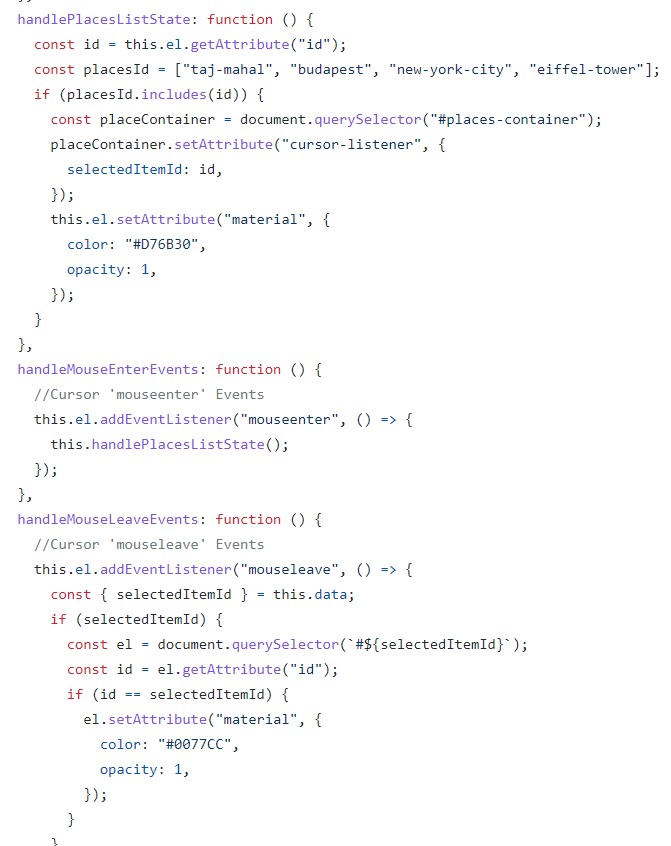 handlePlacesListState: function () {
const id = this.el.getAttribute("id");
const placesId = ["taj-mahal", "budapest", "new-york-city", "eiffel-tower"];
if (placesId.includes(id)) {
const placeContainer = document.querySelector("#places-container");
placeContainer.setAttribute("cursor-listener", {
selectedItemId: id,
});
this.el.setAttribute("material", {
color: "#D76B30",
opacity: 1,
});
}
},
handleMouseEnterEvents: function () {
//Cursor 'mouseenter' Events
this.el.addEventListener("mouseenter", () => {
this.handlePlacesListState();
});
},
handleMouseLeaveEvents: function () {
//Cursor 'mouseleave' Events
this.el.addEventListener("mouseleave", () => {
const { selectedItemId } = this.data;
if (selectedItemId) {
const el = document.querySelector(`#${selectedItemId}`);
const id = el.getAttribute("id");
if (id == selectedItemId) {
el.setAttribute("material", {
color: "#0077CC",
opacity: 1,
});
}
}